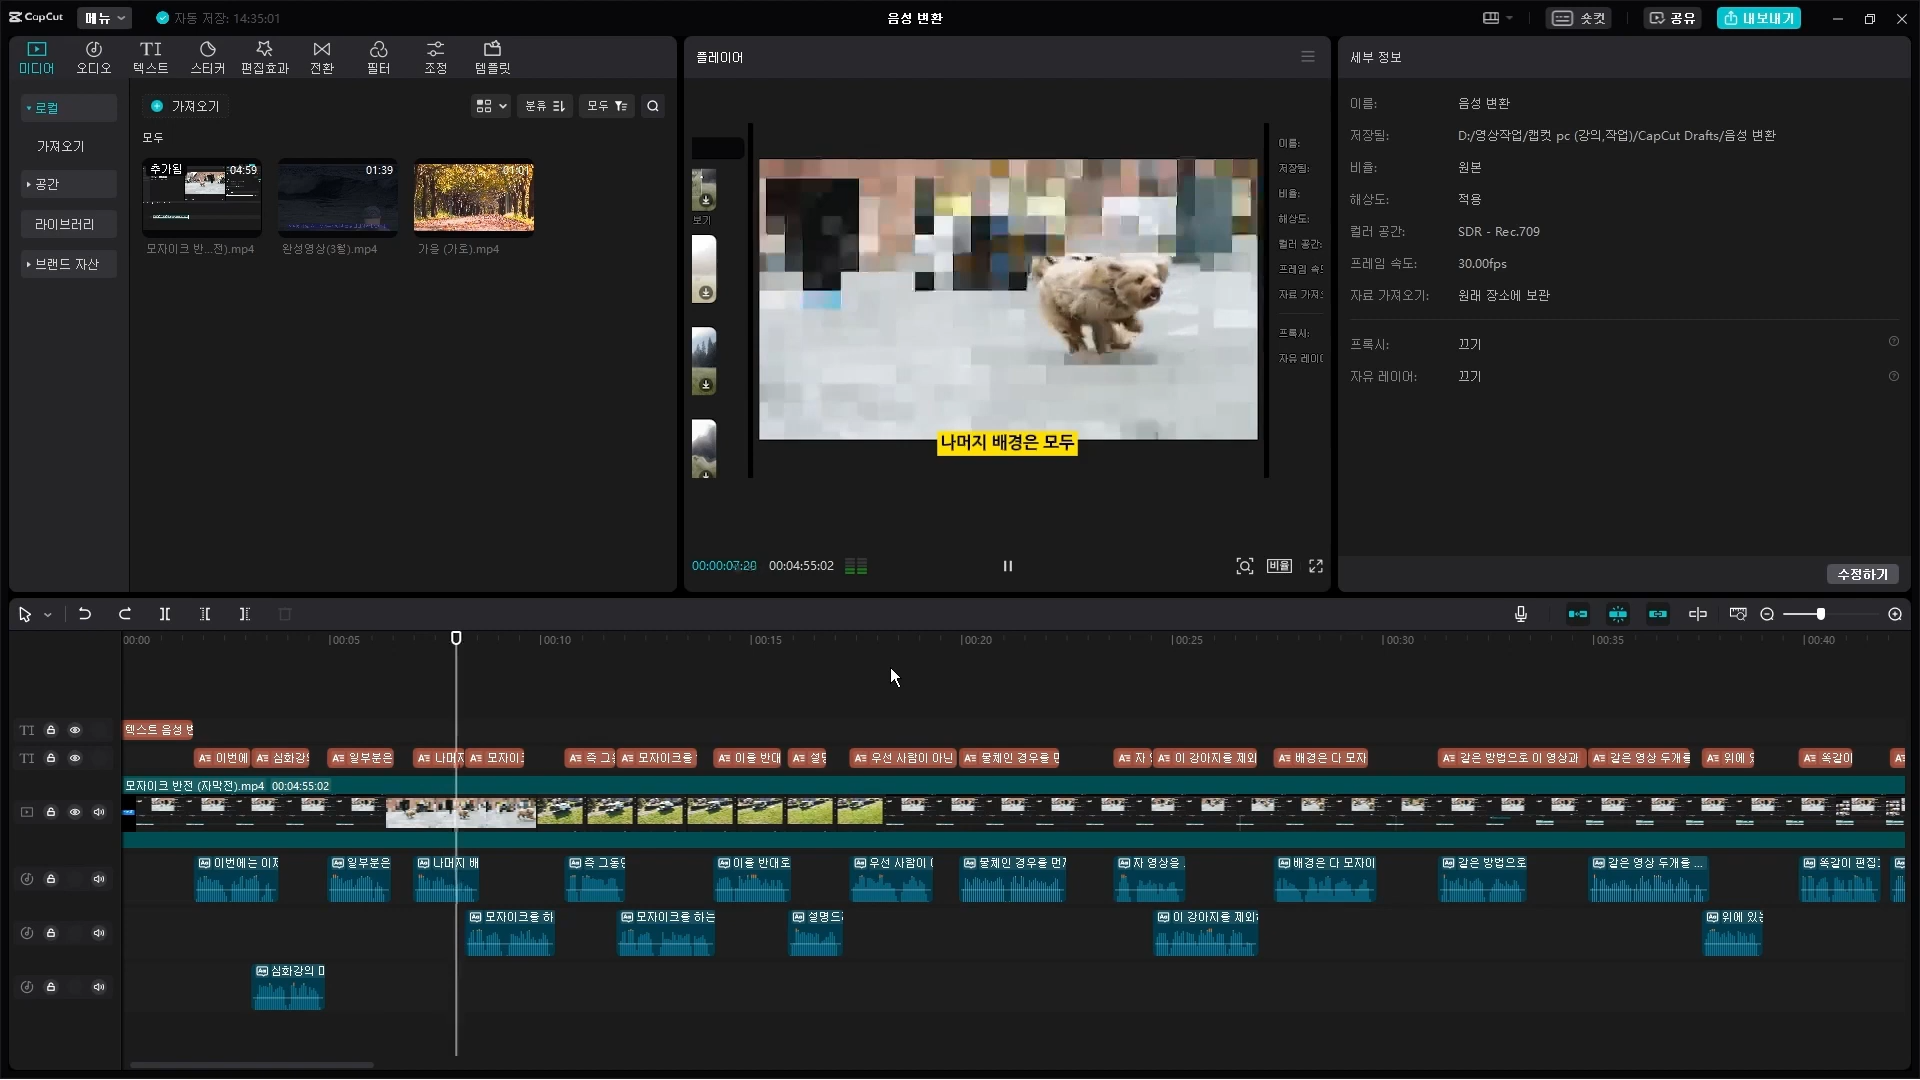 CapCut 메뉴 자동 저장: 14:35:01 음성 변환 숏컷 공유 내보내기
미디어 오디오 텍스트 스티커 편집효과 전환 필터 조정 템플릿
로컬
가져오기
공간
라이브러리
브랜드 자산
가져오기 분류 모두
모두
추가됨 04:59
01:39
01:01
모자이크 반...전).mp4
완성영상(3월).mp4
가을 (가로).mp4
플레이어
보기
이름:
저장됨:
비율:
해상도:
컬러 공간:
프레임 속도
자료 가져오
프록시:
자유 레이어
나머지 배경은 모두
00:00:07:20 00:04:55:02 비율
세부 정보
이름: 음성 변환
저장됨: D:/영상작업/캡컷 pc (강의,작업)/CapCut Drafts/음성 변환
비율: 원본
해상도: 적용
컬러 공간: SDR - Rec.709
프레임 속도: 30.00fps
자료 가져오기: 원래 장소에 보관
프록시: 끄기
자유 레이어: 끄기
수정하기
00:00 00:05 00:10 00:15 00:20 00:25 00:30 00:35 00:40
TI 텍스트 음성 변
TI 이번에 심화강의 일부분은 나머지 모자이크 즉 그 모자이크를 이를 반대 설명 우선 사람이 아닌 물체인 경우를 먼 자 이 강아지를 제외 배경은 다 모자 같은 방법으로 이 영상과 같은 영상 두개를 위에 똑같이
모자이크 반전 (자막전).mp4 00:04:55:02
이번에는 이자 일부분은 나머지 배 즉 그동안 이를 반대로 우선 사람이 물체인 경우를 먼저 자 영상을 배경은 다 모자이 같은 방법으로 같은 영상 두개를 ... 똑같이 편집
모자이크를 하 모자이크를 하는 설명드 이 강아지를 제외 위에 있는
심화강의 마